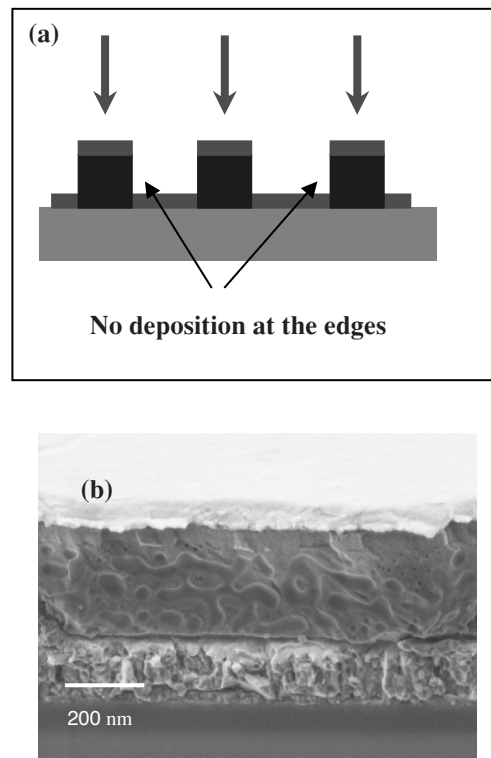 (a)
No deposition at the edges
(b)
200 nm